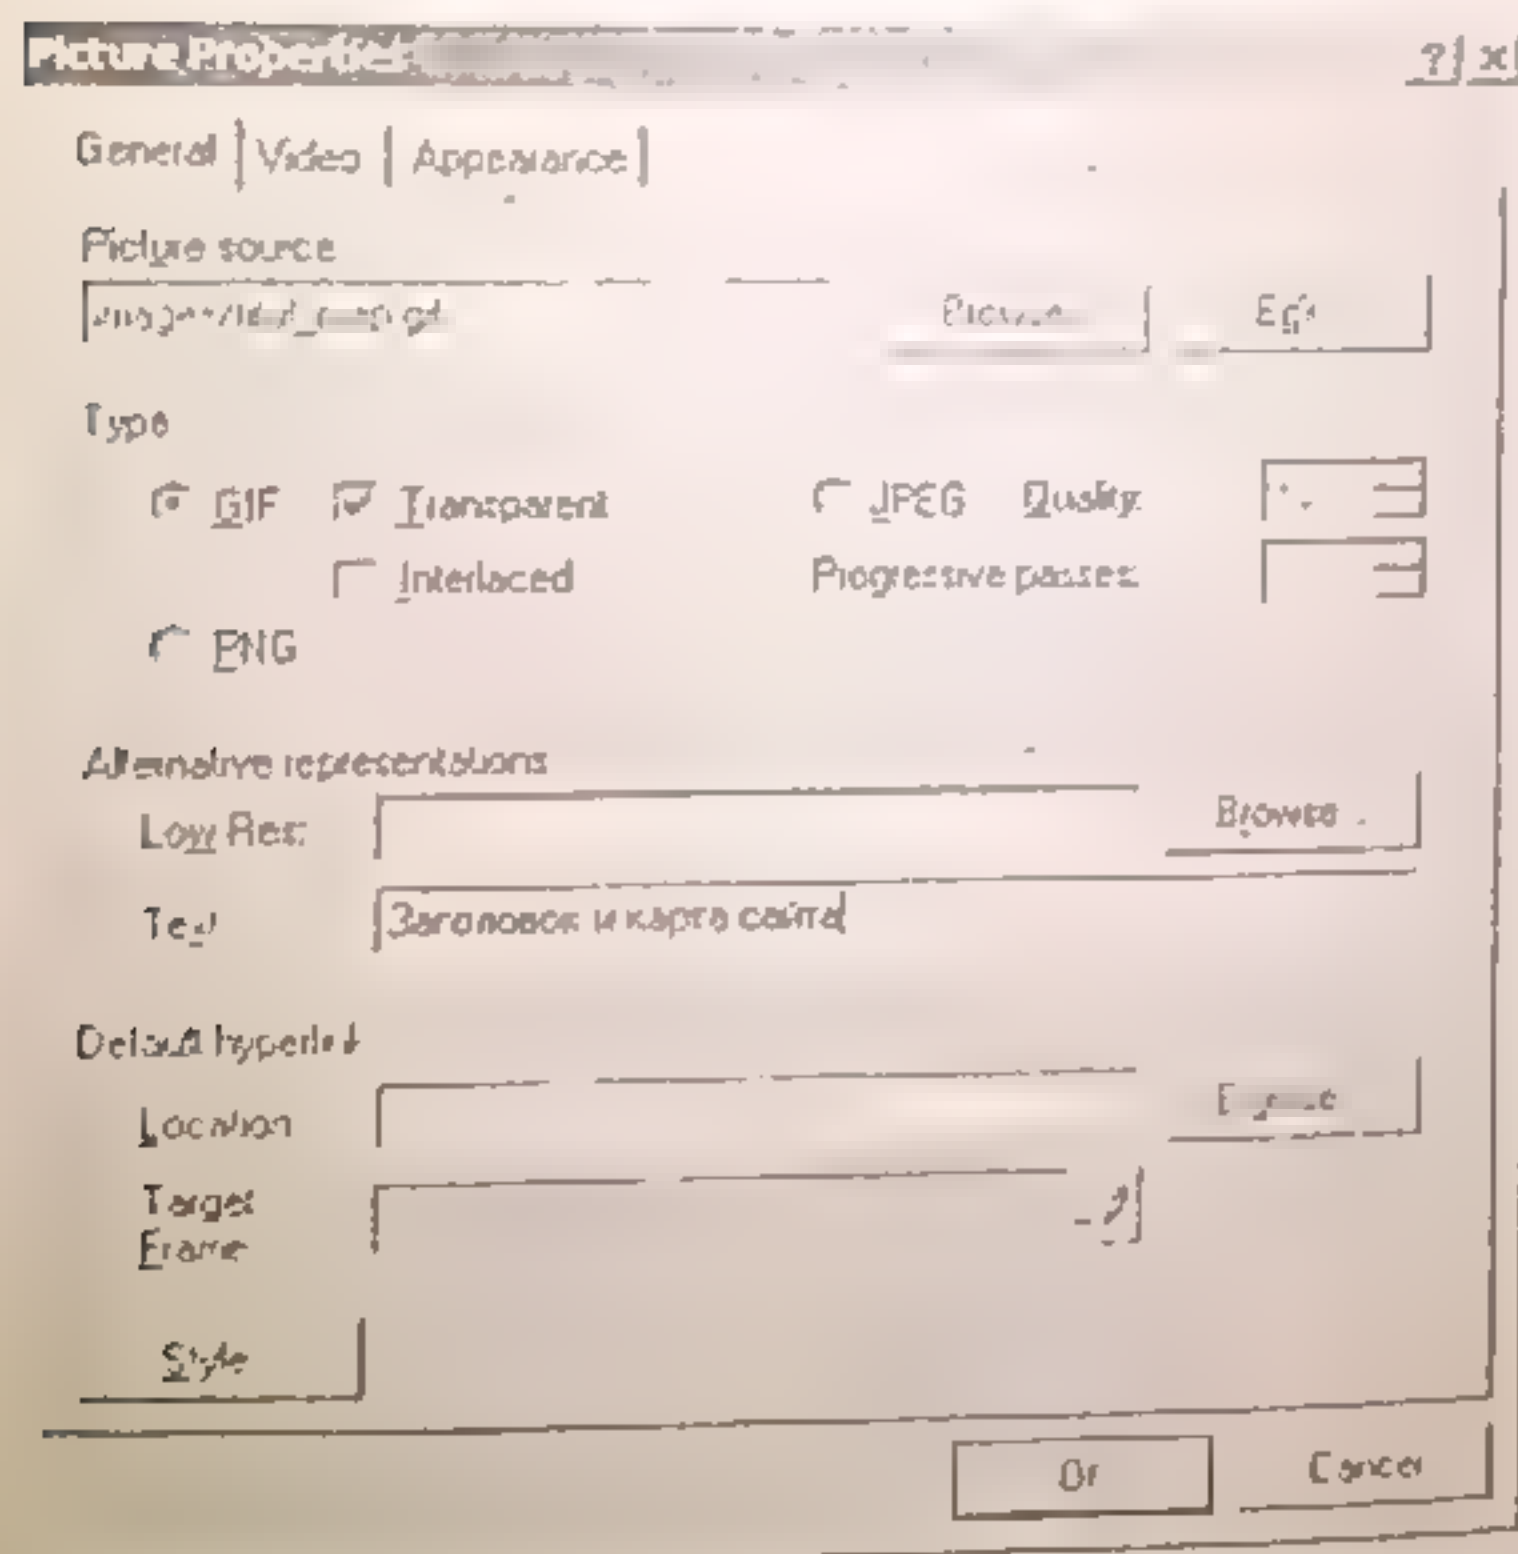 Picture Properties
? ×
General Video Appearance
Picture source
Edit
Type
GIF Transparent JPEG Quality:
Interlaced Progressive passes:
PNG
Alternative representations
Low-Res: Browse...
Text Заголовок и карта сайта
Default hyperlink
Location
Target
Frame
Style
OK Cancel